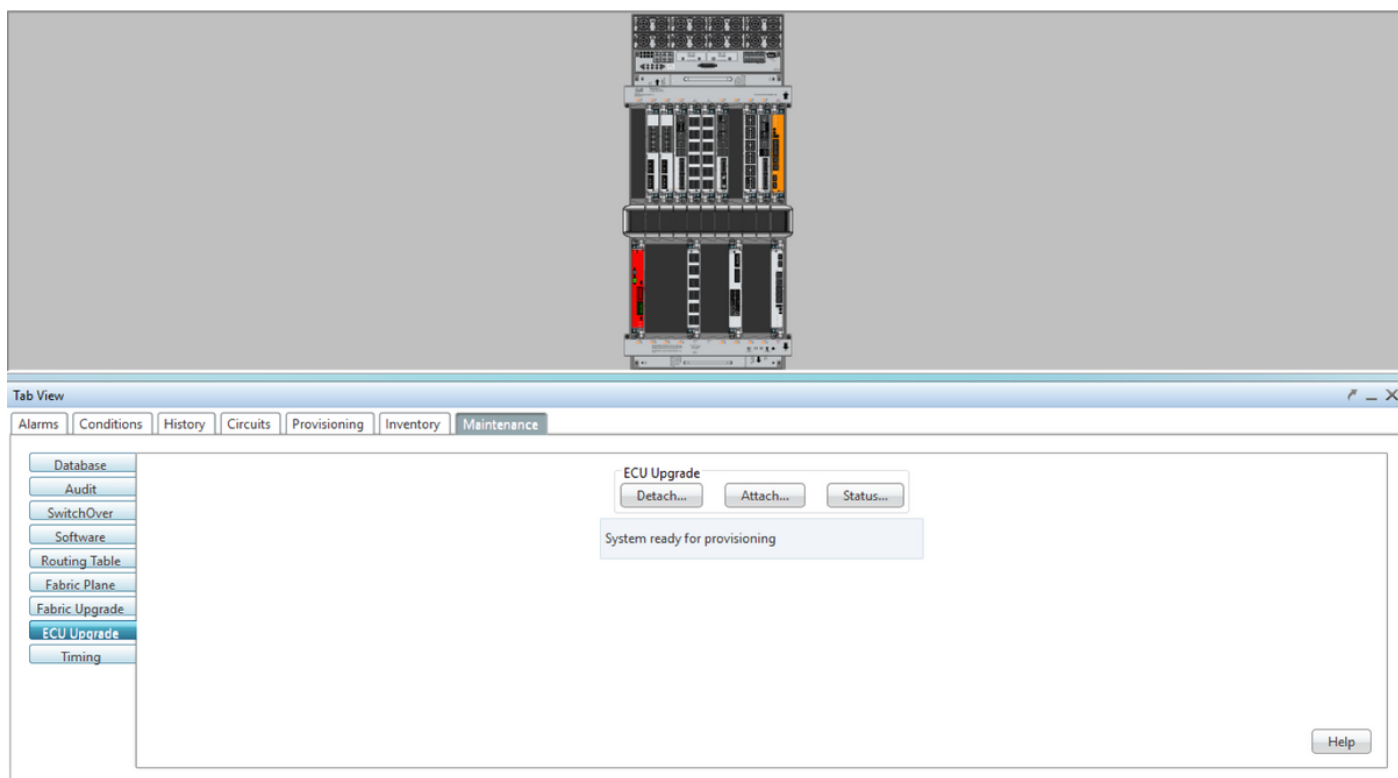 Tab View
Alarms Conditions History Circuits Provisioning Inventory Maintenance
Database
Audit
SwitchOver
Software
Routing Table
Fabric Plane
Fabric Upgrade
ECU Upgrade
Timing
ECU Upgrade
Detach... Attach... Status...
System ready for provisioning
Help